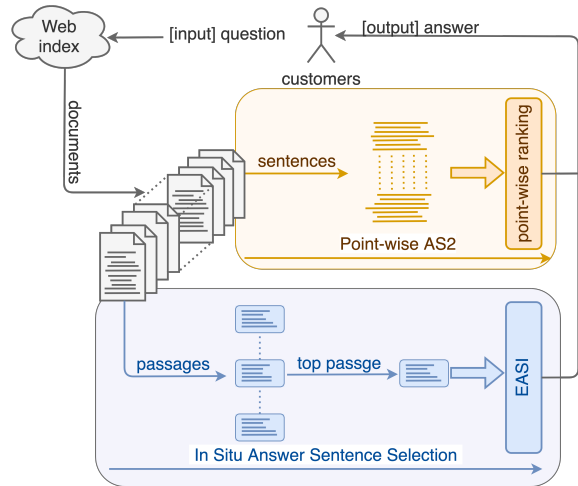 Web
index
[input] question
[output] answer
customers
documents
sentences
point-wise ranking
Point-wise AS2
passages
top passge
EASI
In Situ Answer Sentence Selection